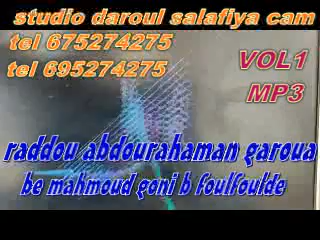 studio daroul salafiya cam
tel 675274275
tel 695274275
VOL1
MP3
raddou abdourahaman garoua
be mahmoud goni b foulfoulde